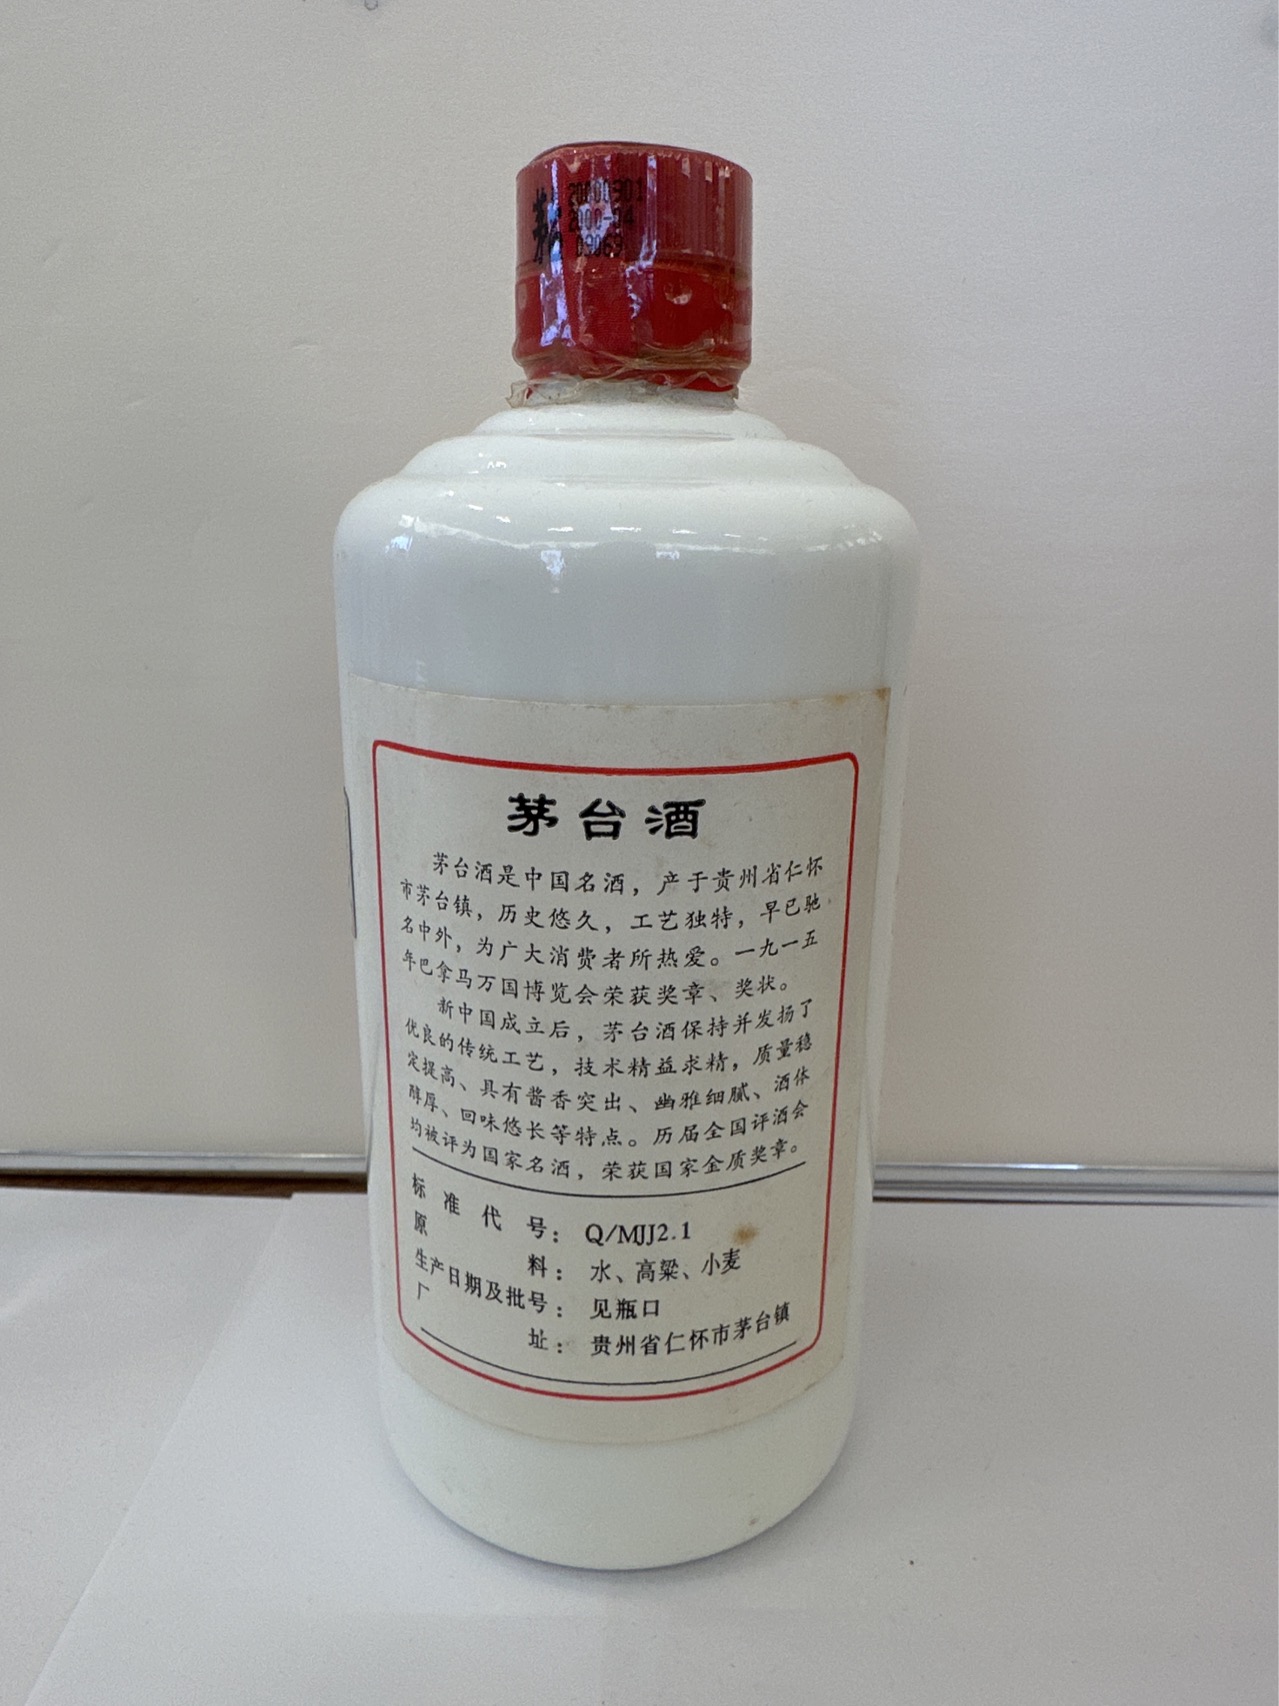 茅台
20000901
2000-04
09069
茅台酒
茅台酒是中国名酒，产于贵州省仁怀
市茅台镇，历史悠久，工艺独特，早已驰
名中外，为广大消费者所热爱。一九一五
年巴拿马万国博览会荣获奖章、奖状。
新中国成立后，茅台酒保持并发扬了
优良的传统工艺，技术精益求精，质量稳
定提高、具有酱香突出、幽雅细腻、酒体
醇厚、回味悠长等特点。历届全国评酒会
均被评为国家名酒，荣获国家金质奖章。
标准代号：Q/MJJ2.1
原料：水、高粱、小麦
生产日期及批号：见瓶口
厂址：贵州省仁怀市茅台镇